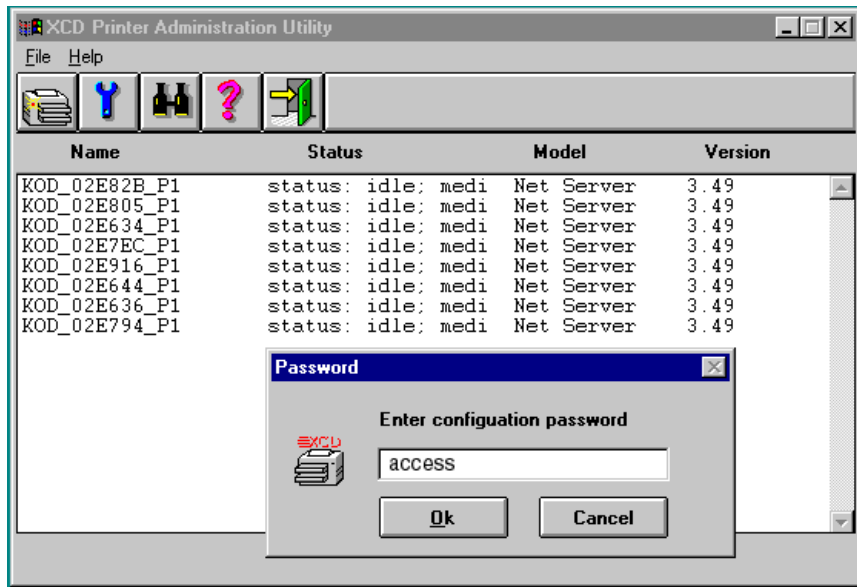 XCD Printer Administration Utility
File Help
Name Status Model Version
KOD_02E82B_P1 status: idle; medi Net Server 3.49
KOD_02E805_P1 status: idle; medi Net Server 3.49
KOD_02E634_P1 status: idle; medi Net Server 3.49
KOD_02E7EC_P1 status: idle; medi Net Server 3.49
KOD_02E916_P1 status: idle; medi Net Server 3.49
KOD_02E644_P1 status: idle; medi Net Server 3.49
KOD_02E636_P1 status: idle; medi Net Server 3.49
KOD_02E794_P1 status: idle; medi Net Server 3.49
Password
Enter configuation password
XCD
access
Ok Cancel